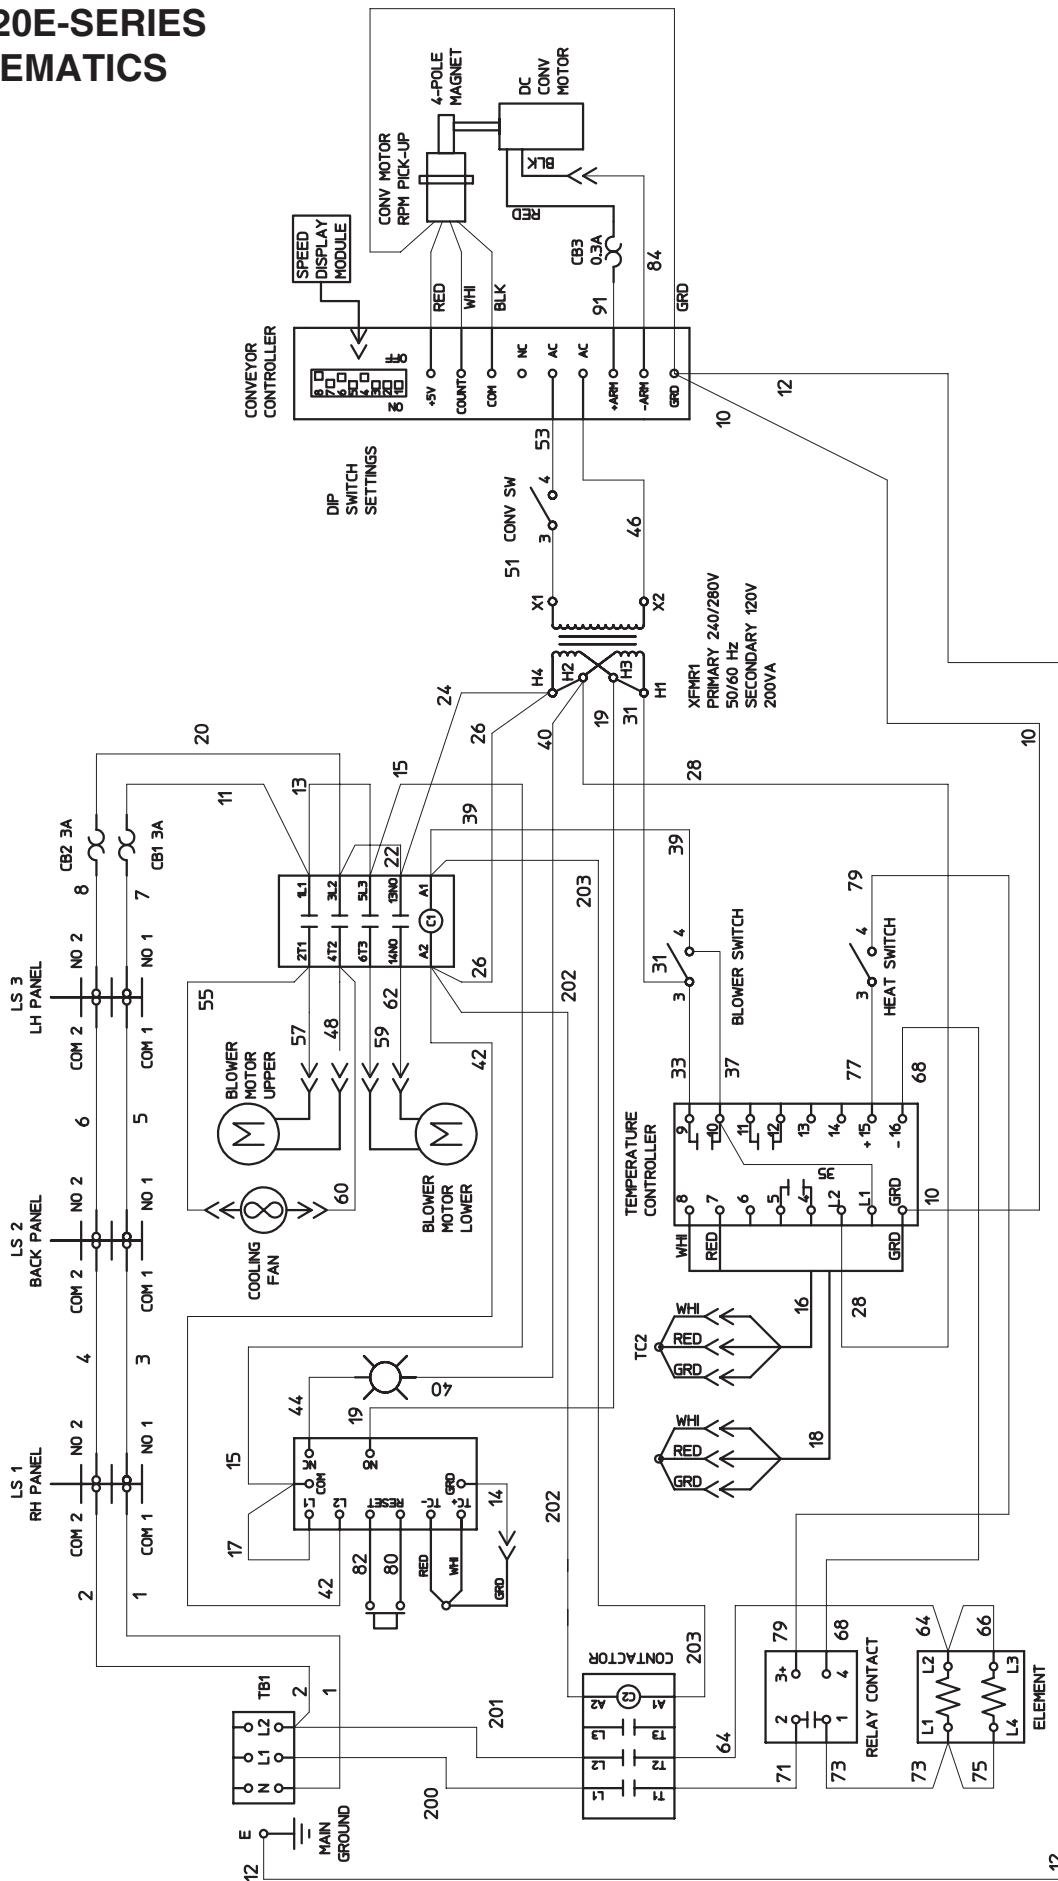 20E-SERIES
EMATICS
4-POLE
MAGNET
DC
CONV
MOTOR
CONV MOTOR
RPM PICK-UP
BLK
RED
SPEED
DISPLAY
MODULE
CB3
0.3A
84
91
RED
WHI
BLK
GRD
CONVEYOR
CONTROLLER
OFF
ON
8
7
6
5
4
3
2
1
+5V
COUNT
COM
NC
AC
AC
+ARM
-ARM
GRD
12
10
DIP
SWITCH
SETTINGS
53
4
CONV SW
3
51
46
X1
X2
H4
H2
H3
H1
XFMR1
PRIMARY 240/280V
50/60 Hz
SECONDARY 120V
200VA
24
26
40
19
31
28
10
20
11
13
15
39
39
CB2 3A
CB1 3A
8
7
22
203
79
1L1
3L2
5L3
13NO
A1
C1
2T1
4T2
6T3
14NO
A2
LS 3
LH PANEL
NO 2
NO 1
COM 2
COM 1
55
57
48
59
62
26
202
42
31
4
3
BLOWER SWITCH
4
3
HEAT SWITCH
BLOWER
MOTOR
UPPER
M
M
BLOWER
MOTOR
LOWER
60
COOLING
FAN
6
5
33
37
77
68
TEMPERATURE
CONTROLLER
9
10
11
12
13
14
+ 15
- 16
8
7
6
5
4
L2
L1
GRD
35
10
WHI
RED
GRD
LS 2
BACK PANEL
NO 2
NO 1
COM 2
COM 1
4
3
16
28
TC2
WHI
RED
GRD
WHI
RED
GRD
18
44
19
40
15
LS 1
RH PANEL
NO 2
NO 1
COM 2
COM 1
NC
NO
COM
GRD
L1
L2
RESET
TC-
TC+
14
17
42
82
80
RED
WHI
GRD
202
2
1
TB1
2
1
L2
L1
N
201
200
CONTACTOR
A2
C2
A1
L3
T3
L2
T2
L1
T1
203
64
79
68
3+
4
2
1
RELAY CONTACT
71
73
64
66
L2
L3
L1
L4
ELEMENT
73
75
E
MAIN
GROUND
12
12